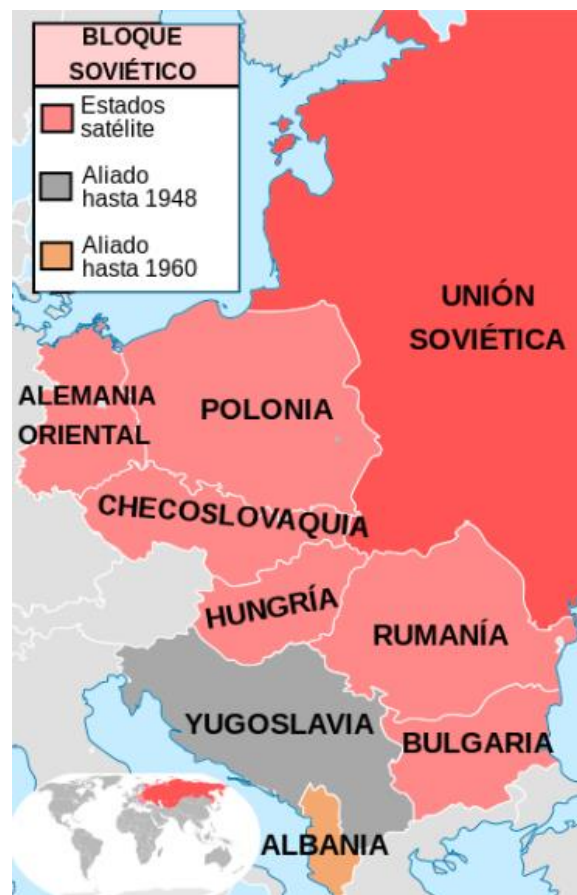 BLOQUE
SOVIÉTICO
Estados
satélite
Aliado
hasta 1948
Aliado
hasta 1960
UNIÓN
SOVIÉTICA
ALEMANIA
ORIENTAL
POLONIA
CHECOSLOVAQUIA
HUNGRÍA
RUMANÍA
YUGOSLAVIA
BULGARIA
ALBANIA